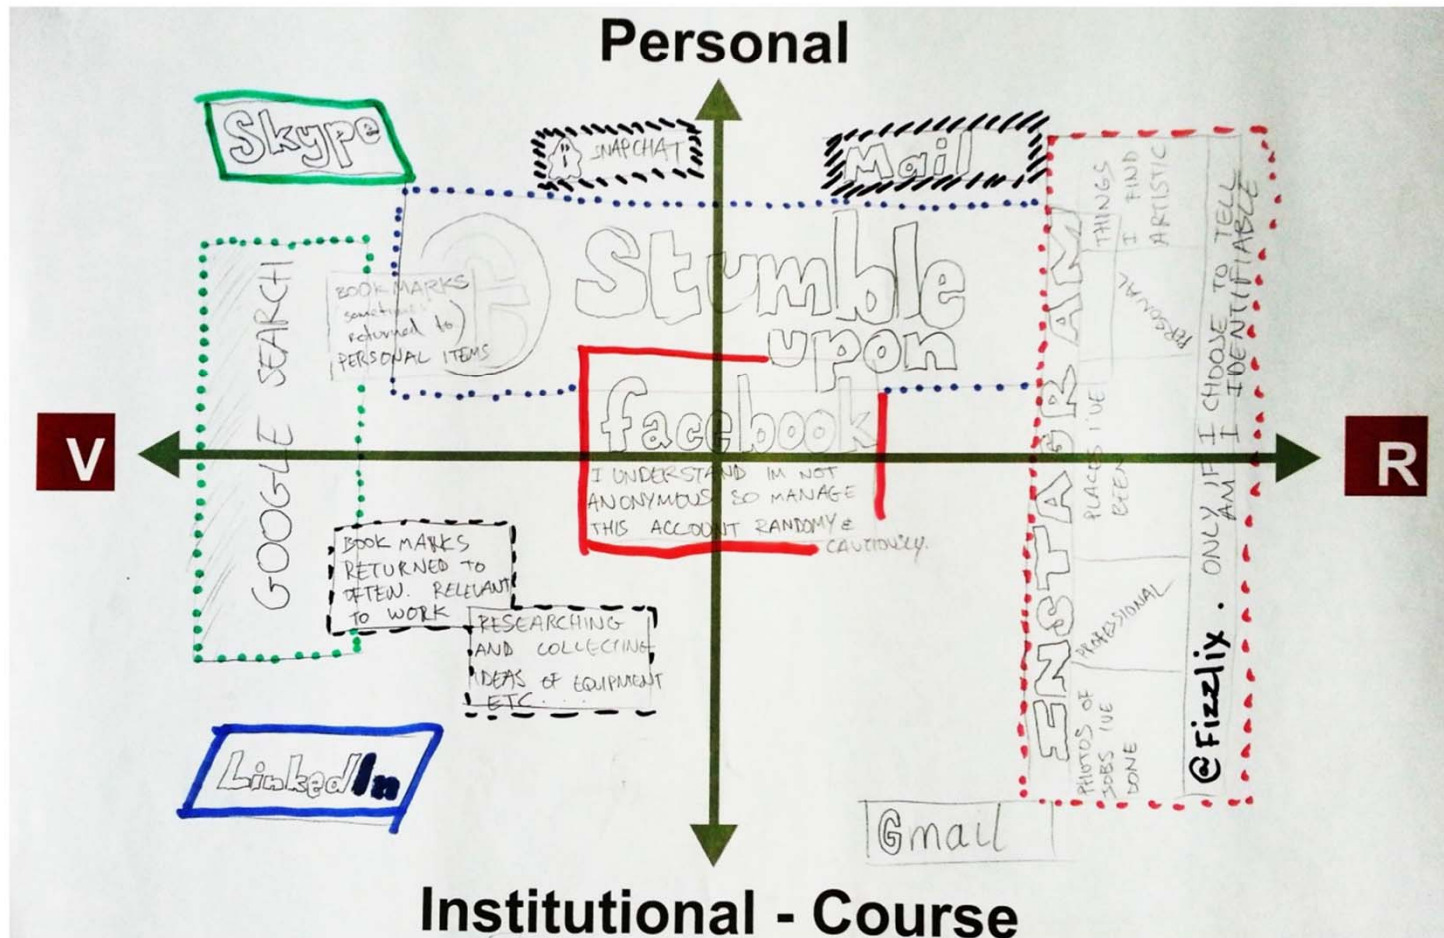 Personal
Skype
SNAPCHAT
Mail
Stumble
upon
BOOKMARKS
sometimes
returned to
PERSONAL ITEMS
GOOGLE SEARCH
facebook
I UNDERSTAND IM NOT
ANONYMOUS SO MANAGE
THIS ACCOUNT RANDOMY &
CAUTIOUSLY.
V
R
INSTAGRAM
THINGS
I FIND
ARTISTIC
PERSONAL
PLACES I'VE
BEEN
PROFESSIONAL
PHOTOS OF
JOBS I'VE
DONE
@Fizzlix. ONLY IF I CHOOSE TO TELL
AM I IDENTIFIABLE
BOOK MARKS
RETURNED TO
OFTEN. RELEVANT
TO WORK
RESEARCHING
AND COLLECTING
IDEAS OF EQUIPMENT
ETC....
LinkedIn
Gmail
Institutional - Course